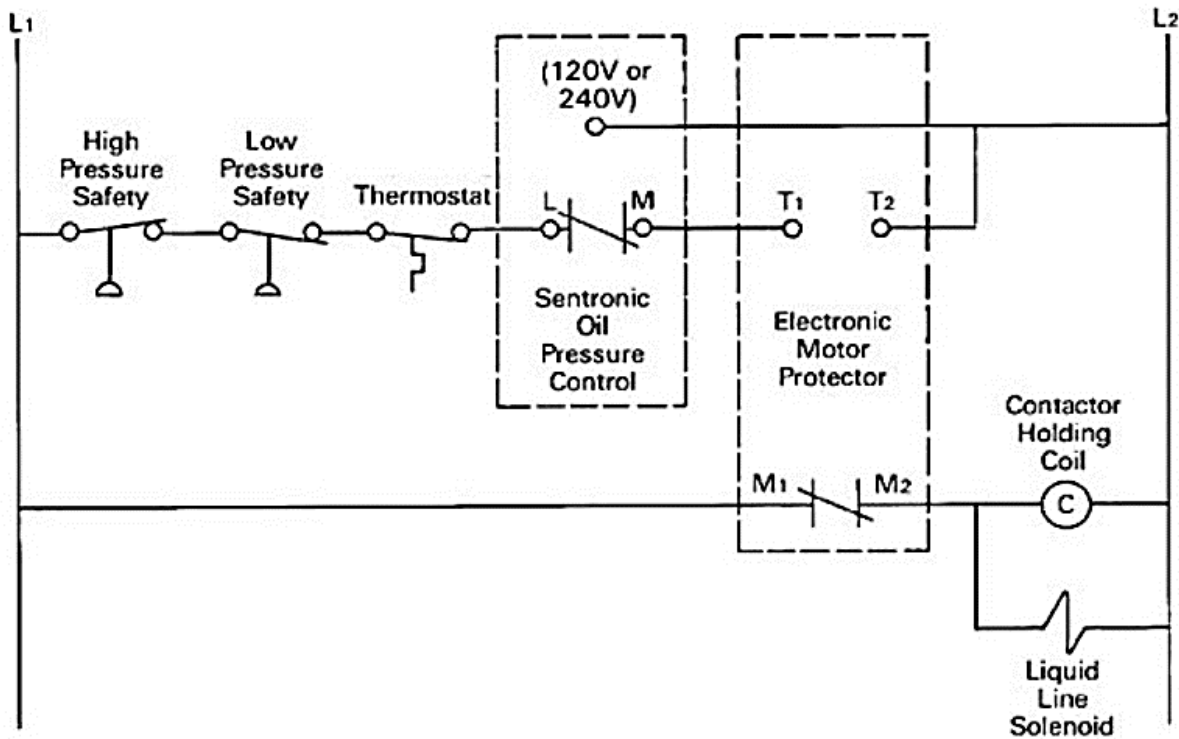 L1
L2
(120V or
240V)
High
Pressure
Safety
Low
Pressure
Safety
Thermostat
L
M
T1
T2
Sentronic
Oil
Pressure
Control
Electronic
Motor
Protector
Contactor
Holding
Coil
M1
M2
C
Liquid
Line
Solenoid